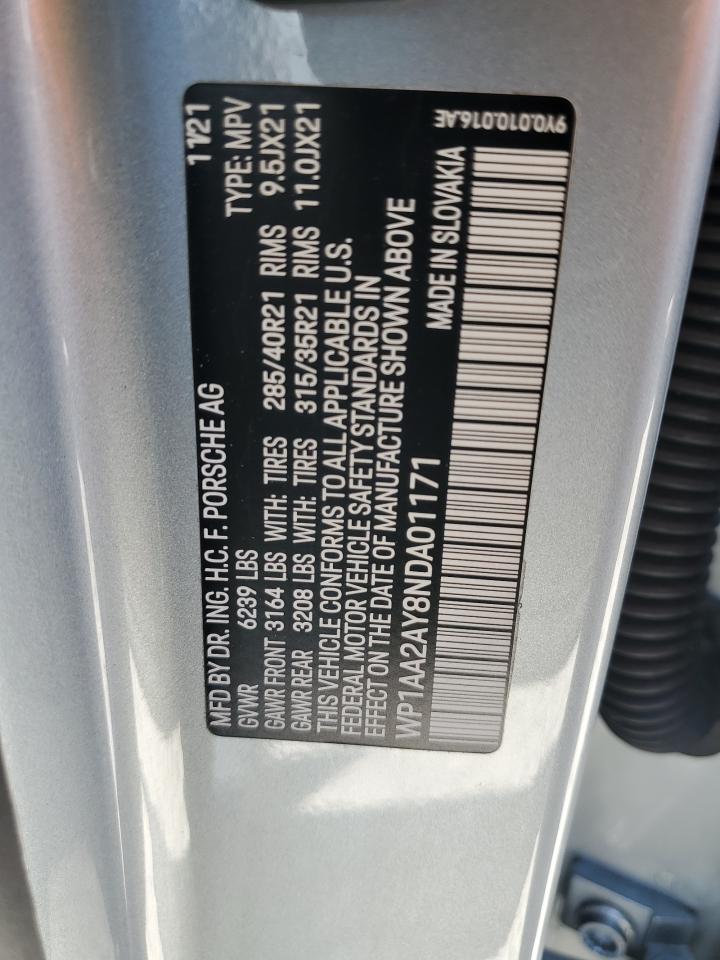 MFD BY DR. ING. H.C. F. PORSCHE AG 11/21
GVWR 6239 LBS TYPE: MPV
GAWR FRONT 3164 LBS WITH: TIRES 285/40R21 RIMS 9.5JX21
GAWR REAR 3208 LBS WITH: TIRES 315/35R21 RIMS 11.0JX21
THIS VEHICLE CONFORMS TO ALL APPLICABLE U.S.
FEDERAL MOTOR VEHICLE SAFETY STANDARDS IN
EFFECT ON THE DATE OF MANUFACTURE SHOWN ABOVE
WP1AA2AY8NDA01171 MADE IN SLOVAKIA
9Y0.010.016.AE